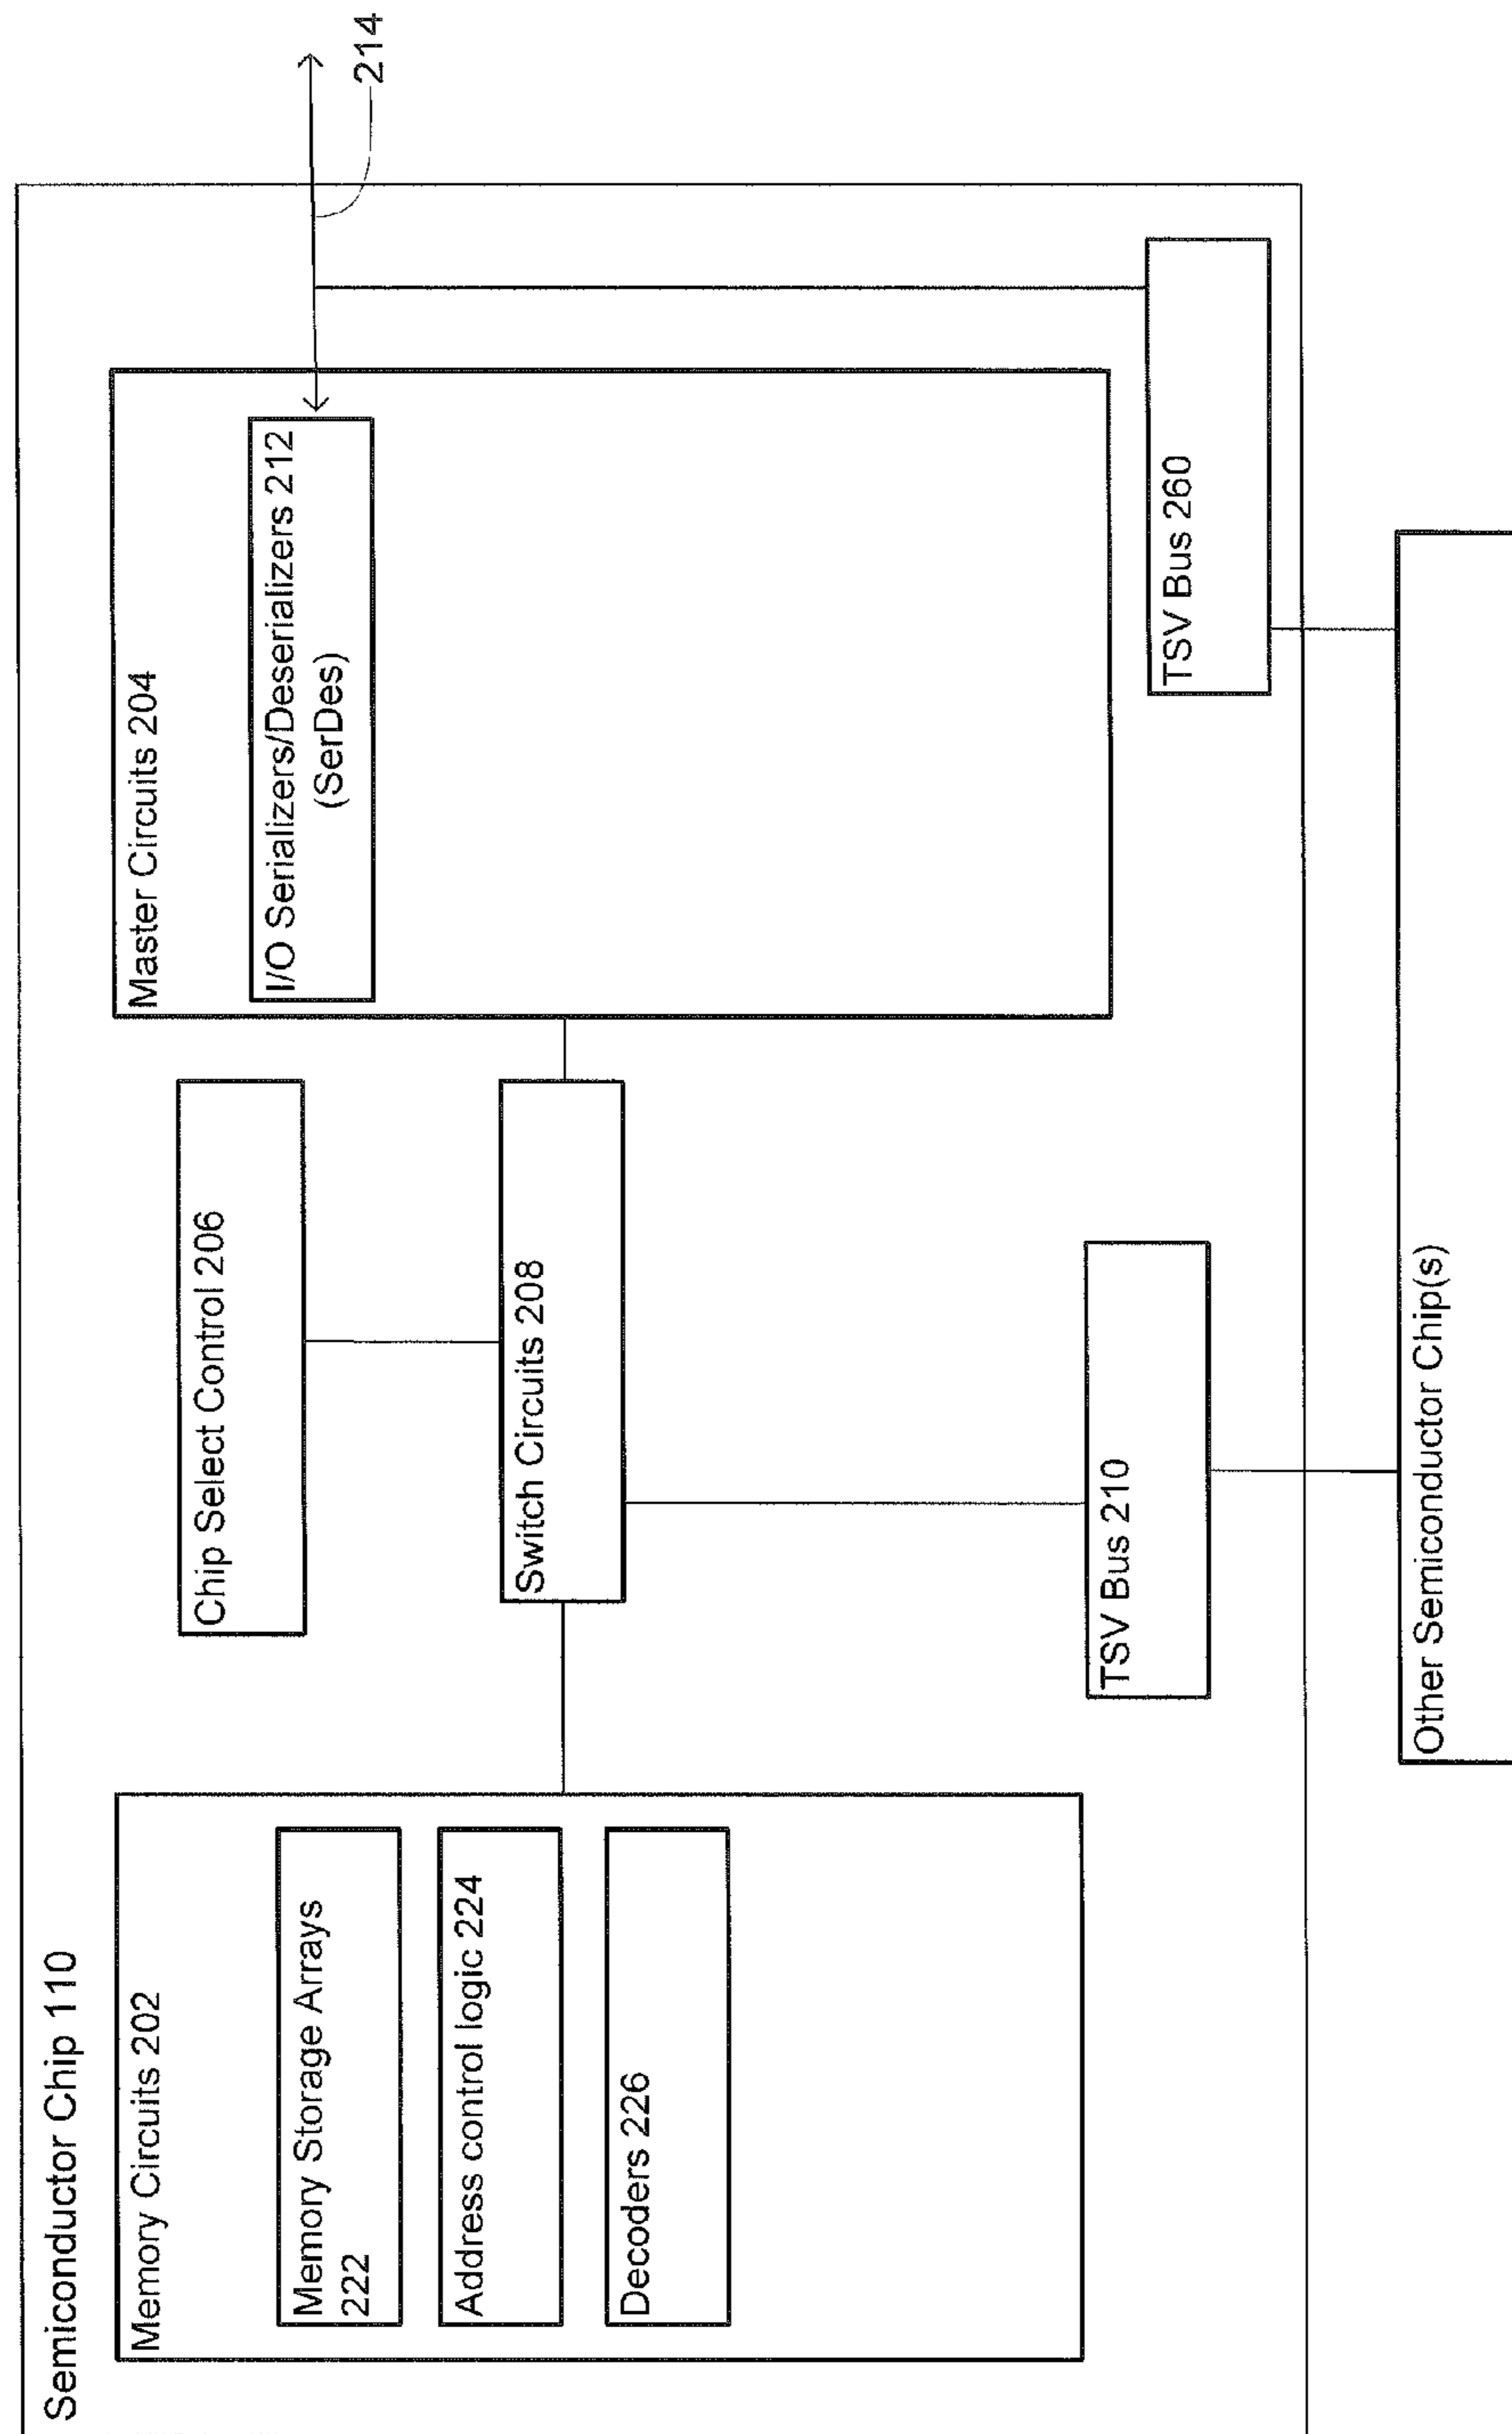 Semiconductor Chip 110
Memory Circuits 202
Memory Storage Arrays
222
Address control logic 224
Decoders 226
Chip Select Control 206
Switch Circuits 208
TSV Bus 210
Master Circuits 204
I/O Serializers/Deserializers 212
(SerDes)
214
TSV Bus 260
Other Semiconductor Chip(s)